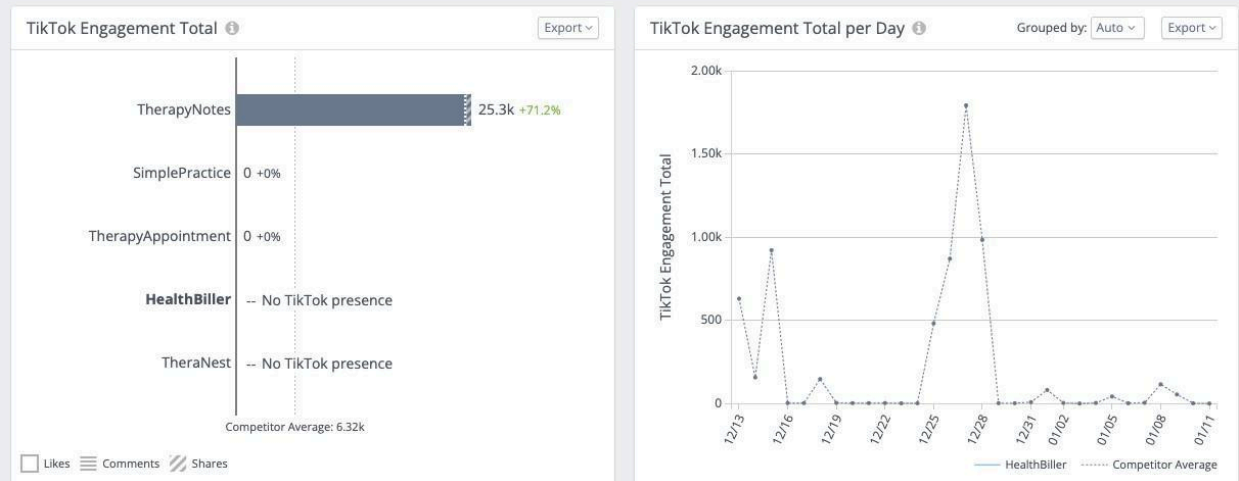 TikTok Engagement Total
Export
TherapyNotes
25.3k +71.2%
SimplePractice
0 +0%
TherapyAppointment
0 +0%
HealthBiller
-- No TikTok presence
TheraNest
-- No TikTok presence
Competitor Average: 6.32k
Likes Comments Shares
TikTok Engagement Total per Day
Grouped by: Auto
Export
TikTok Engagement Total
2.00k
1.50k
1.00k
500
0
12/13 12/16 12/19 12/22 12/25 12/28 12/31 01/02 01/05 01/08 01/11
HealthBiller Competitor Average